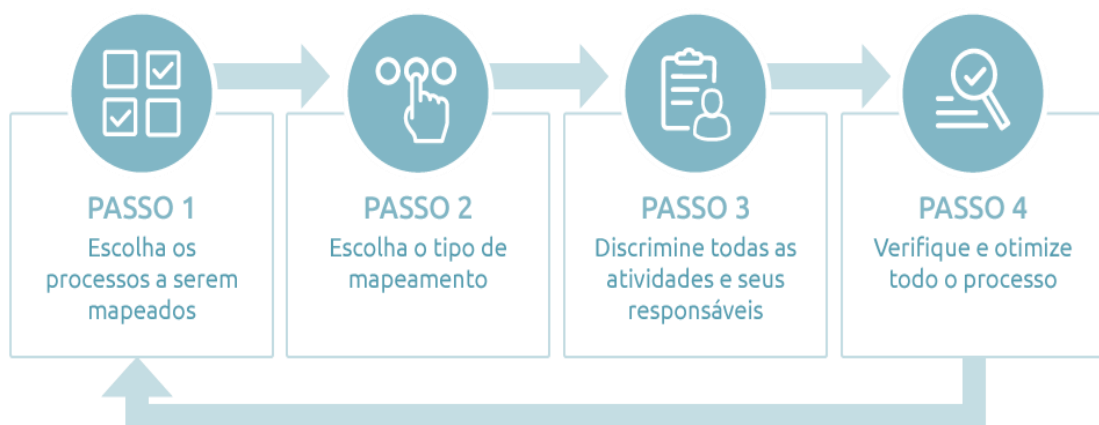 PASSO 1
Escolha os
processos a serem
mapeados
PASSO 2
Escolha o tipo de
mapeamento
PASSO 3
Discrimine todas as
atividades e seus
responsáveis
PASSO 4
Verifique e otimize
todo o processo